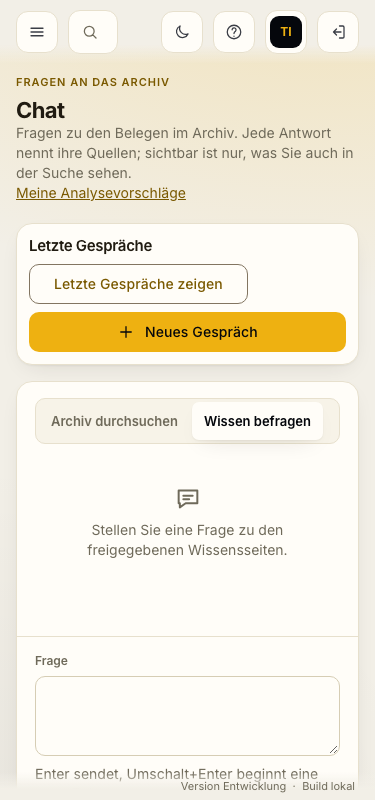 TI
FRAGEN AN DAS ARCHIV
Chat
Fragen zu den Belegen im Archiv. Jede Antwort
nennt ihre Quellen; sichtbar ist nur, was Sie auch in
der Suche sehen.
Meine Analysevorschläge
Letzte Gespräche
Letzte Gespräche zeigen
Neues Gespräch
Archiv durchsuchen
Wissen befragen
Stellen Sie eine Frage zu den
freigegebenen Wissensseiten.
Frage
Enter sendet, Umschalt+Enter beginnt eine
Version Entwicklung · Build lokal